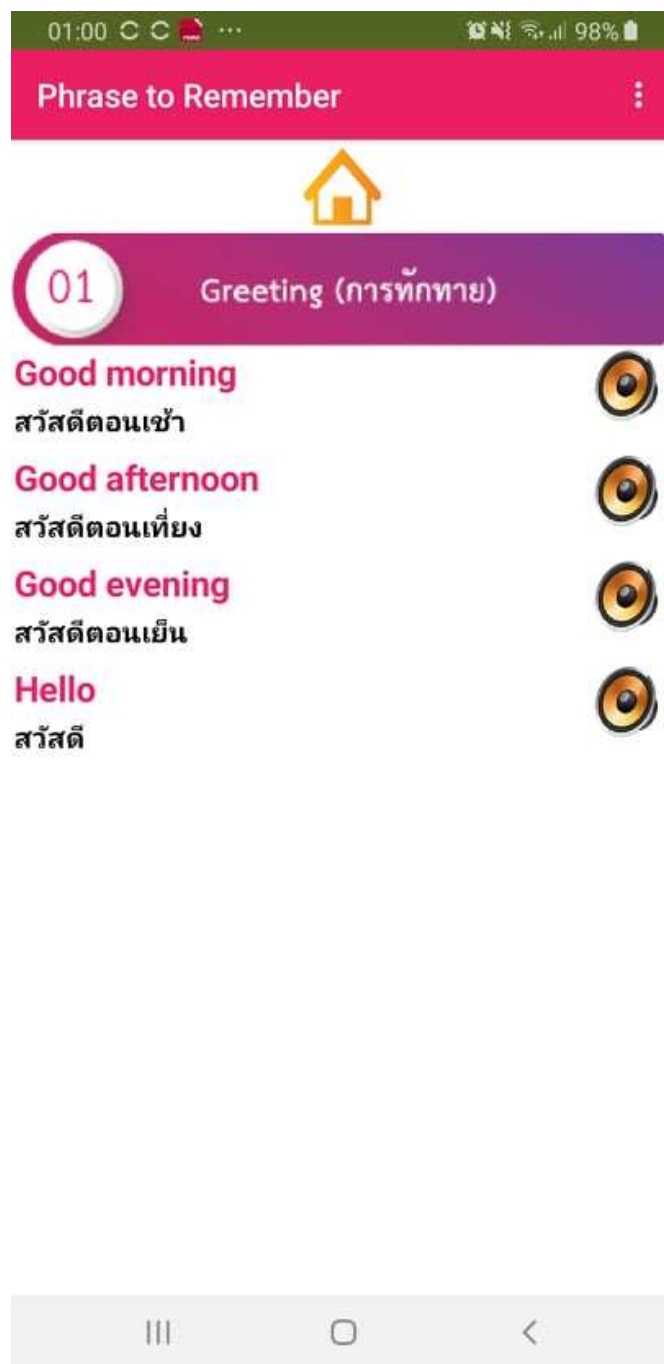 01:00 C C ...
98%
Phrase to Remember
01 Greeting (การทักทาย)
Good morning
สวัสดีตอนเช้า
Good afternoon
สวัสดีตอนเที่ยง
Good evening
สวัสดีตอนเย็น
Hello
สวัสดี